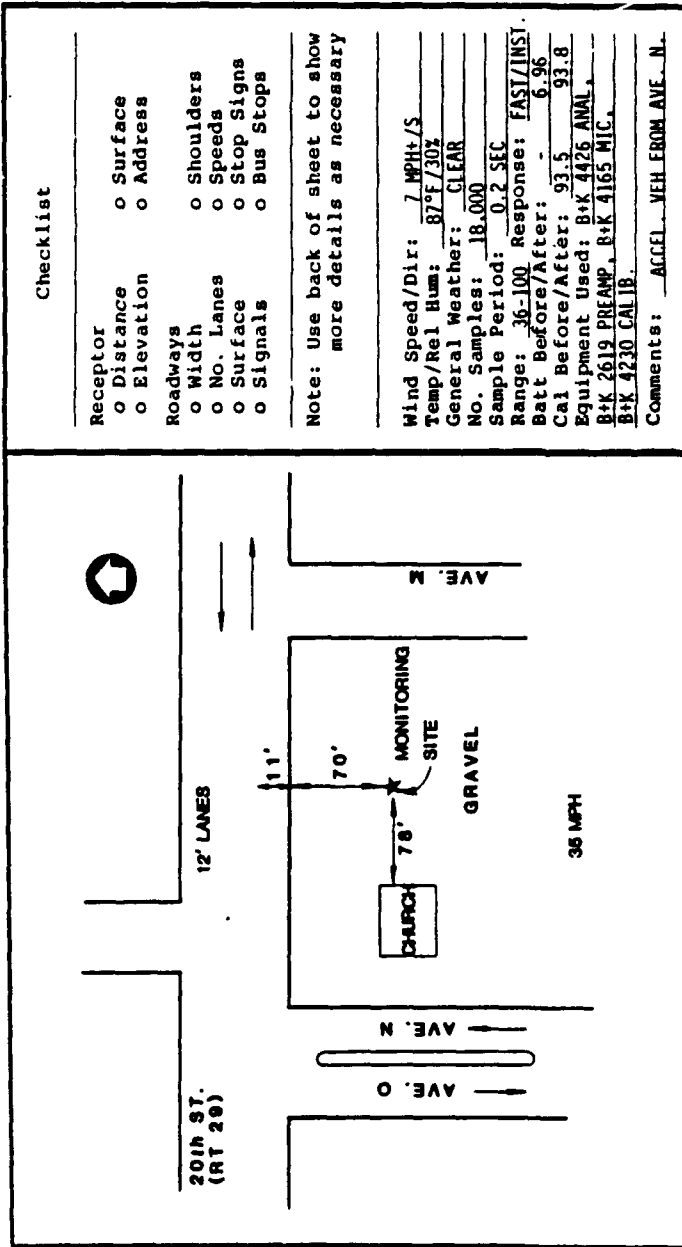 20th ST.
(RT 29)
12' LANES
11'
70'
78'
CHURCH
MONITORING
SITE
GRAVEL
AVE. O
AVE. N
AVE. M
35 MPH
Checklist
Receptor
o Distance o Surface
o Elevation o Address
Roadways
o Width o Shoulders
o No. Lanes o Speeds
o Surface o Stop Signs
o Signals o Bus Stops
Note: Use back of sheet to show
more details as necessary
Wind Speed/Dir: 7 MPH+/S
Temp/Rel Hum: 87°F/30%
General Weather: CLEAR
No. Samples: 18,000
Sample Period: 0.2 SEC
Range: 36-100 Response: FAST/INST.
Batt Before/After: - 6.96
Cal Before/After: 93.5 93.8
Equipment Used: B+K 4426 ANAL,
B+K 2619 PREAMP, B+K 4165 MIC,
B+K 4230 CALIB.
Comments: ACCEL. VEH FROM AVE. N.